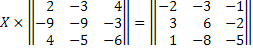 X × ‖ 2 −3 4 ‖ = ‖ −2 −3 −1 ‖
‖ −9 −9 −3 ‖ ‖ 3 6 −2 ‖
‖ 4 −5 −6 ‖ ‖ 1 −8 −5 ‖